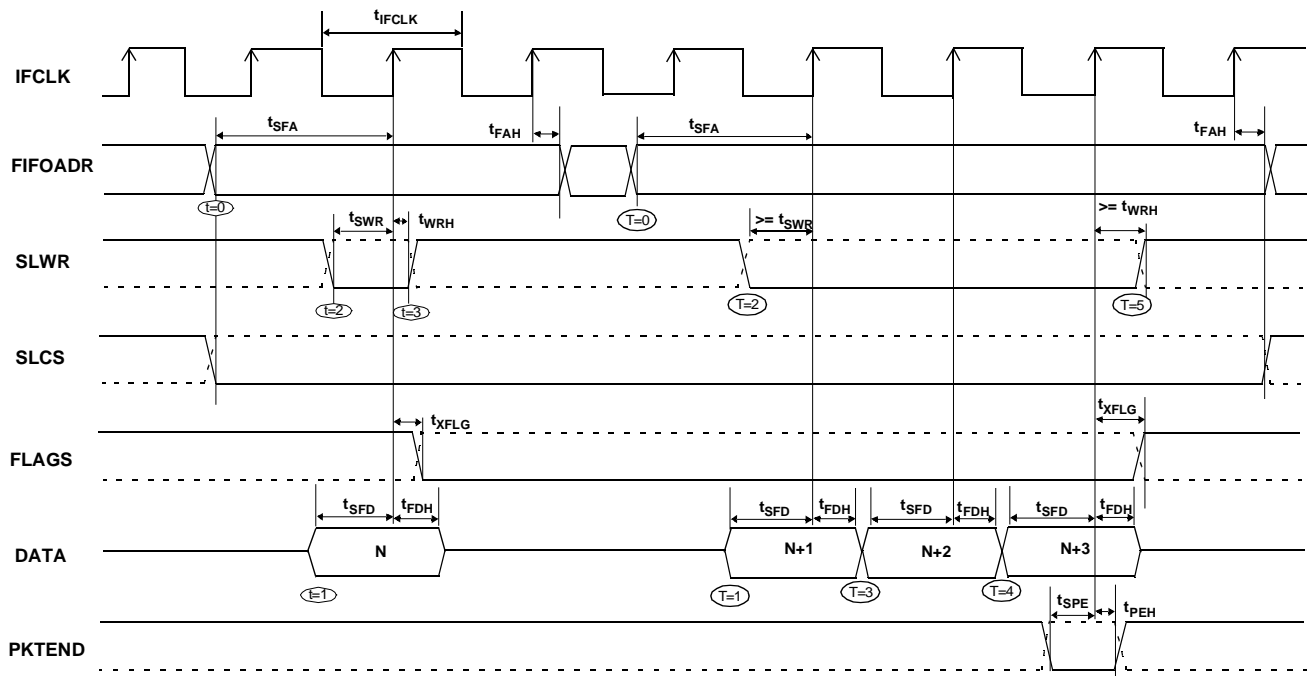 tIFCLK
IFCLK
tSFA
tFAH
tSFA
tFAH
FIFOADR
t=0
T=0
tSWR
tWRH
>= tSWR
>= tWRH
SLWR
t=2
t=3
T=2
T=5
SLCS
tXFLG
tXFLG
FLAGS
tSFD
tFDH
tSFD
tFDH
tSFD
tFDH
tSFD
tFDH
DATA
N
N+1
N+2
N+3
t=1
T=1
T=3
T=4
tSPE
tPEH
PKTEND